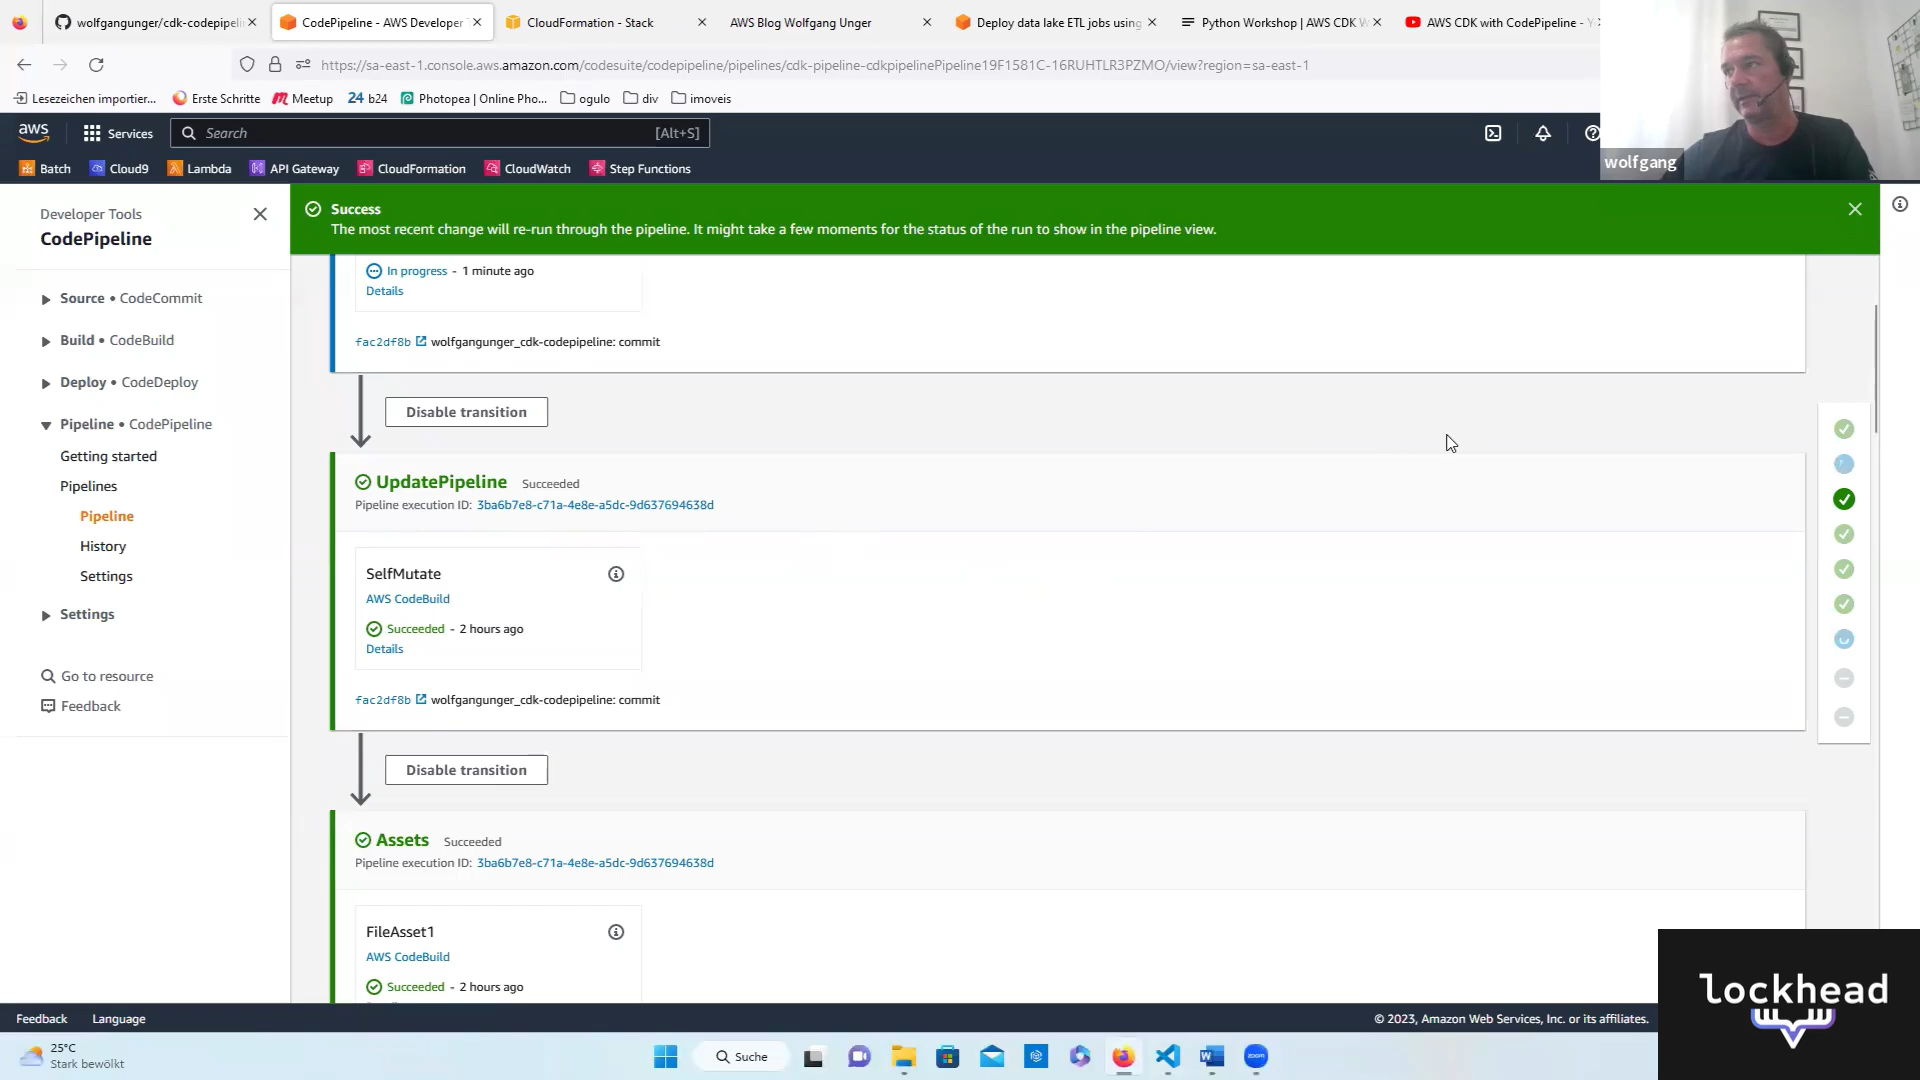 wolfgangunger/cdk-codepipeli
CodePipeline - AWS Developer
CloudFormation - Stack
AWS Blog Wolfgang Unger
Deploy data lake ETL jobs using
Python Workshop | AWS CDK W
AWS CDK with CodePipeline -
https://sa-east-1.console.aws.amazon.com/codesuite/codepipeline/pipelines/cdk-pipeline-cdkpipelinePipeline19F1581C-16RUHTLR3PZMO/view?region=sa-east-1
Lesezeichen importier...
Erste Schritte
Meetup
24 b24
Photopea | Online Pho...
ogulo
div
imoveis
aws
Services
Search
[Alt+S]
wolfgang
Batch
Cloud9
Lambda
API Gateway
CloudFormation
CloudWatch
Step Functions
Developer Tools
CodePipeline
Source • CodeCommit
Build • CodeBuild
Deploy • CodeDeploy
Pipeline • CodePipeline
Getting started
Pipelines
Pipeline
History
Settings
Settings
Go to resource
Feedback
Success
The most recent change will re-run through the pipeline. It might take a few moments for the status of the run to show in the pipeline view.
In progress - 1 minute ago
Details
fac2df8b wolfgangunger_cdk-codepipeline: commit
Disable transition
UpdatePipeline Succeeded
Pipeline execution ID: 3ba6b7e8-c71a-4e8e-a5dc-9d637694638d
SelfMutate
AWS CodeBuild
Succeeded - 2 hours ago
Details
fac2df8b wolfgangunger_cdk-codepipeline: commit
Disable transition
Assets Succeeded
Pipeline execution ID: 3ba6b7e8-c71a-4e8e-a5dc-9d637694638d
FileAsset1
AWS CodeBuild
Succeeded - 2 hours ago
lockhead
Feedback
Language
© 2023, Amazon Web Services, Inc. or its affiliates.
25°C
Stark bewölkt
Suche
zoom